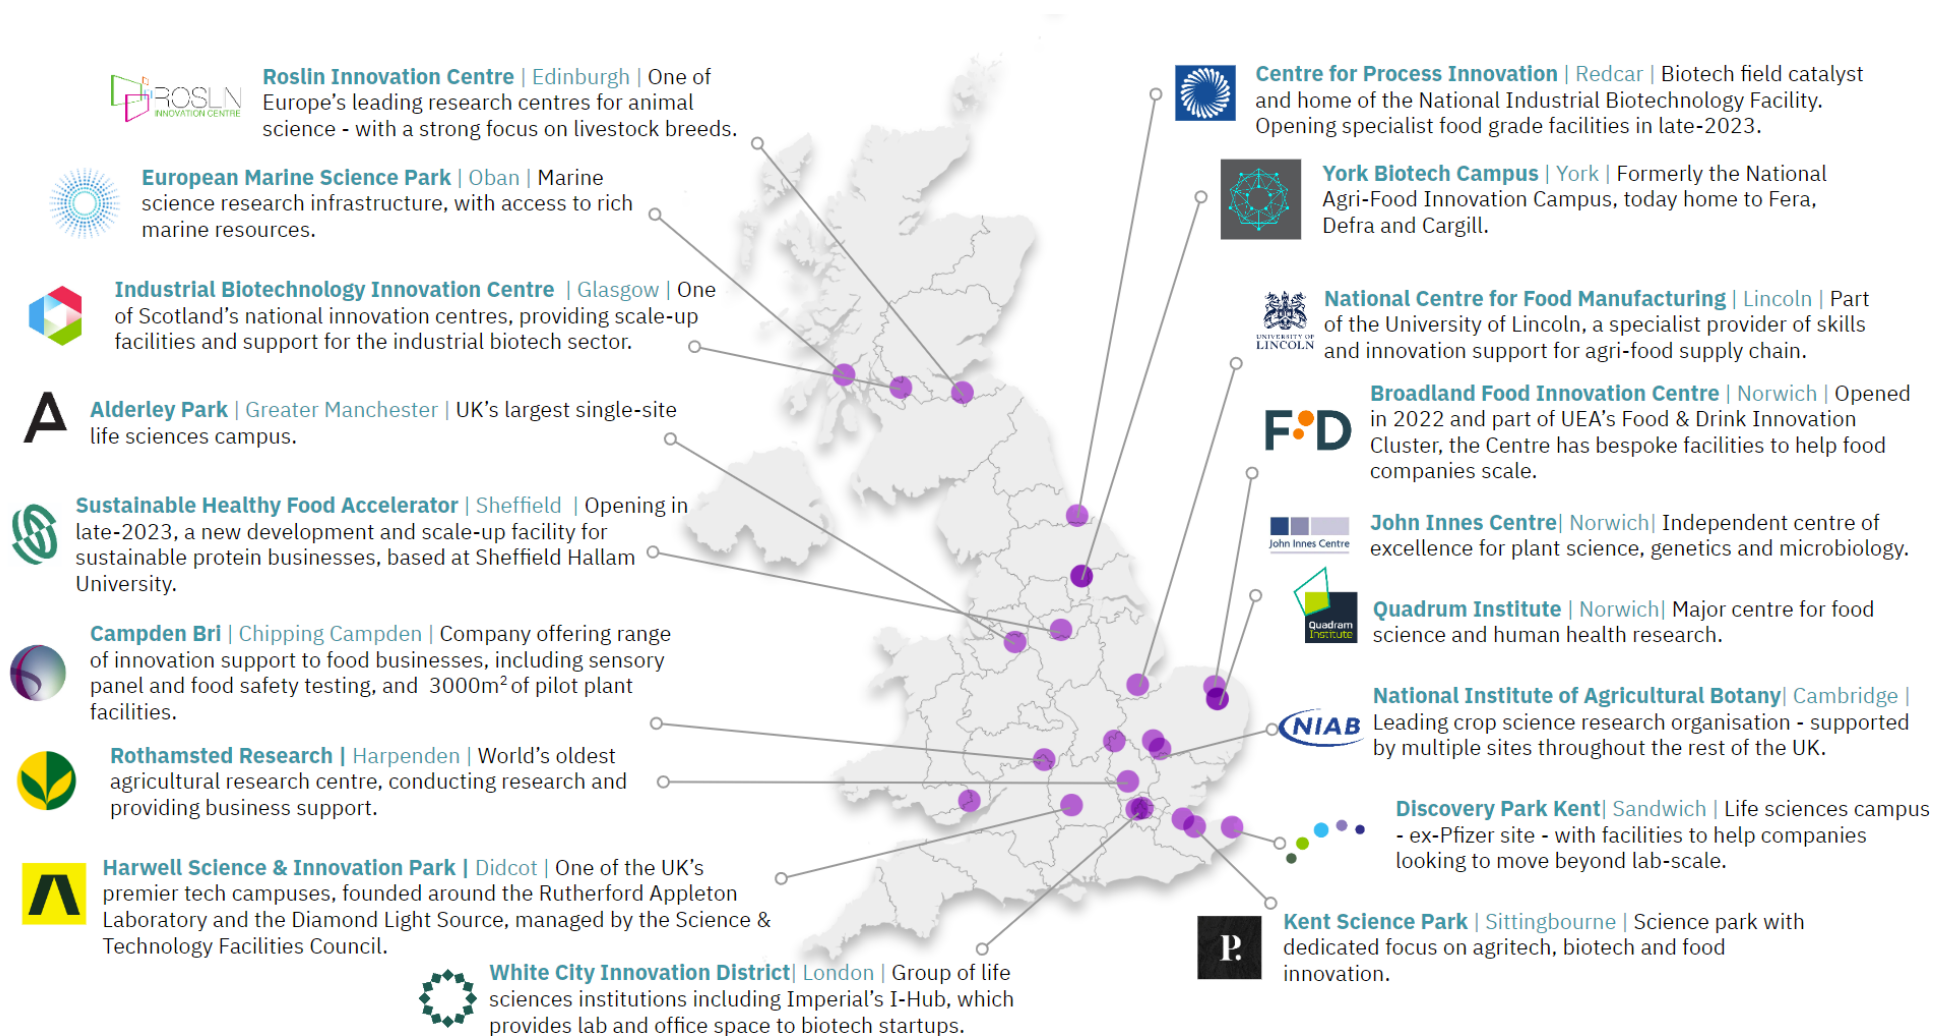 Roslin Innovation Centre | Edinburgh | One of
Europe's leading research centres for animal
science - with a strong focus on livestock breeds.
ROSLIN
INNOVATION CENTRE
European Marine Science Park | Oban | Marine
science research infrastructure, with access to rich
marine resources.
Industrial Biotechnology Innovation Centre | Glasgow | One
of Scotland's national innovation centres, providing scale-up
facilities and support for the industrial biotech sector.
Alderley Park | Greater Manchester | UK's largest single-site
life sciences campus.
Sustainable Healthy Food Accelerator | Sheffield | Opening in
late-2023, a new development and scale-up facility for
sustainable protein businesses, based at Sheffield Hallam
University.
Campden Bri | Chipping Campden | Company offering range
of innovation support to food businesses, including sensory
panel and food safety testing, and 3000m² of pilot plant
facilities.
Rothamsted Research | Harpenden | World's oldest
agricultural research centre, conducting research and
providing business support.
Harwell Science & Innovation Park | Didcot | One of the UK's
premier tech campuses, founded around the Rutherford Appleton
Laboratory and the Diamond Light Source, managed by the Science &
Technology Facilities Council.
White City Innovation District| London | Group of life
sciences institutions including Imperial's I-Hub, which
provides lab and office space to biotech startups.
Centre for Process Innovation | Redcar | Biotech field catalyst
and home of the National Industrial Biotechnology Facility.
Opening specialist food grade facilities in late-2023.
York Biotech Campus | York | Formerly the National
Agri-Food Innovation Campus, today home to Fera,
Defra and Cargill.
UNIVERSITY OF
LINCOLN
National Centre for Food Manufacturing | Lincoln | Part
of the University of Lincoln, a specialist provider of skills
and innovation support for agri-food supply chain.
F D
Broadland Food Innovation Centre | Norwich | Opened
in 2022 and part of UEA's Food & Drink Innovation
Cluster, the Centre has bespoke facilities to help food
companies scale.
John Innes Centre
John Innes Centre| Norwich| Independent centre of
excellence for plant science, genetics and microbiology.
Quadram
Institute
Quadrum Institute | Norwich| Major centre for food
science and human health research.
NIAB
National Institute of Agricultural Botany| Cambridge |
Leading crop science research organisation - supported
by multiple sites throughout the rest of the UK.
Discovery Park Kent| Sandwich | Life sciences campus
- ex-Pfizer site - with facilities to help companies
looking to move beyond lab-scale.
P.
Kent Science Park | Sittingbourne | Science park with
dedicated focus on agritech, biotech and food
innovation.